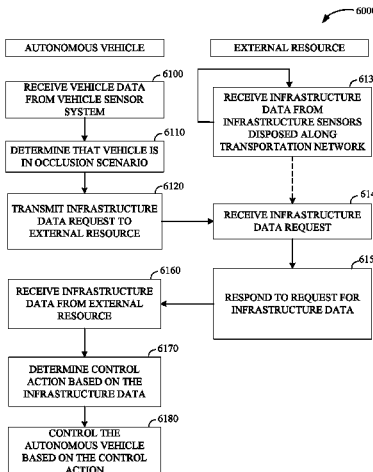 6000
AUTONOMOUS VEHICLE
EXTERNAL RESOURCE
6100
RECEIVE VEHICLE DATA
FROM VEHICLE SENSOR
SYSTEM
613
RECEIVE INFRASTRUCTURE
DATA FROM
INFRASTRUCTURE SENSORS
DISPOSED ALONG
TRANSPORTATION NETWORK
6110
DETERMINE THAT VEHICLE IS
IN OCCLUSION SCENARIO
6120
TRANSMIT INFRASTRUCTURE
DATA REQUEST TO
EXTERNAL RESOURCE
614
RECEIVE INFRASTRUCTURE
DATA REQUEST
615
RESPOND TO REQUEST FOR
INFRASTRUCTURE DATA
6160
RECEIVE INFRASTRUCTURE
DATA FROM EXTERNAL
RESOURCE
6170
DETERMINE CONTROL
ACTION BASED ON THE
INFRASTRUCTURE DATA
6180
CONTROL THE
AUTONOMOUS VEHICLE
BASED ON THE CONTROL
ACTION